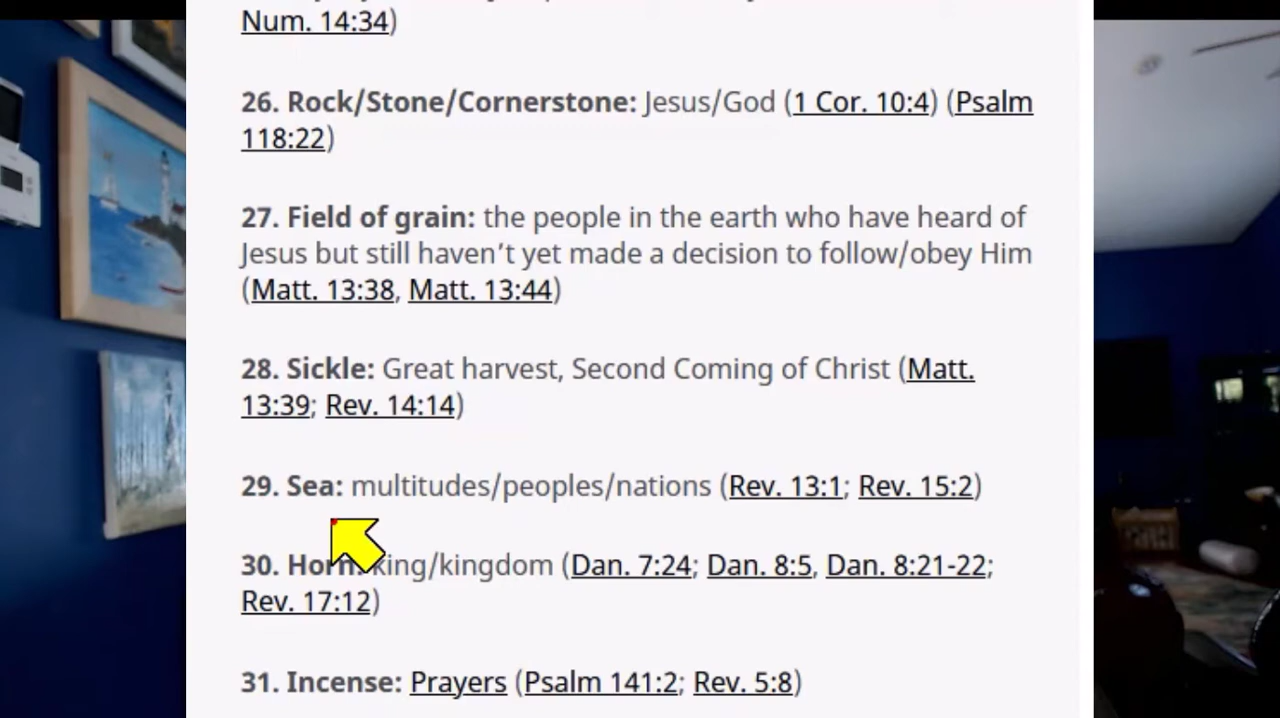 Num. 14:34)
26. Rock/Stone/Cornerstone: Jesus/God (1 Cor. 10:4) (Psalm
118:22)
27. Field of grain: the people in the earth who have heard of
Jesus but still haven’t yet made a decision to follow/obey Him
(Matt. 13:38, Matt. 13:44)
28. Sickle: Great harvest, Second Coming of Christ (Matt.
13:39; Rev. 14:14)
29. Sea: multitudes/peoples/nations (Rev. 13:1; Rev. 15:2)
30. Horn: king/kingdom (Dan. 7:24; Dan. 8:5, Dan. 8:21-22;
Rev. 17:12)
31. Incense: Prayers (Psalm 141:2; Rev. 5:8)